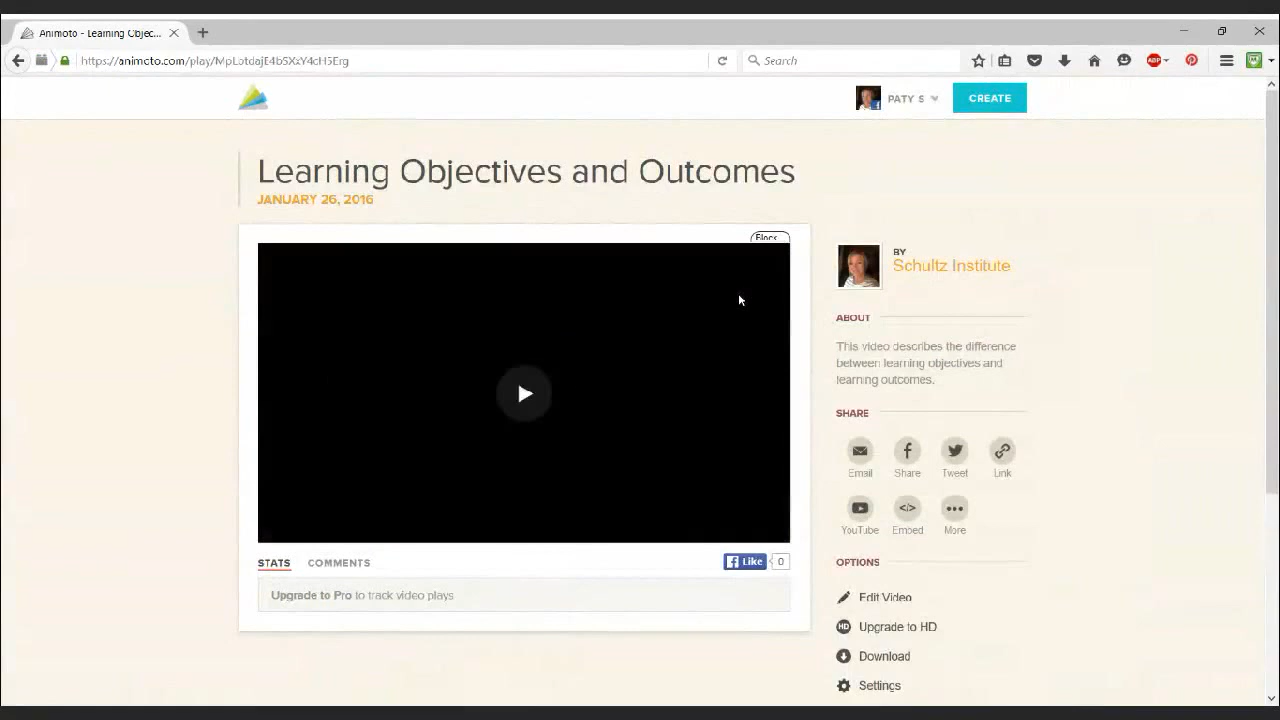 Animoto - Learning Objec...
https://animoto.com/play/MpLotdajE4b5XxY4cH5Erg
Search
ABP
PATY S
CREATE
Learning Objectives and Outcomes
JANUARY 26, 2016
Block
BY
Schultz Institute
ABOUT
This video describes the difference
between learning objectives and
learning outcomes.
SHARE
Email
Share
Tweet
Link
YouTube
Embed
More
STATS
COMMENTS
Like
0
Upgrade to Pro to track video plays
OPTIONS
Edit Video
HD
Upgrade to HD
Download
Settings